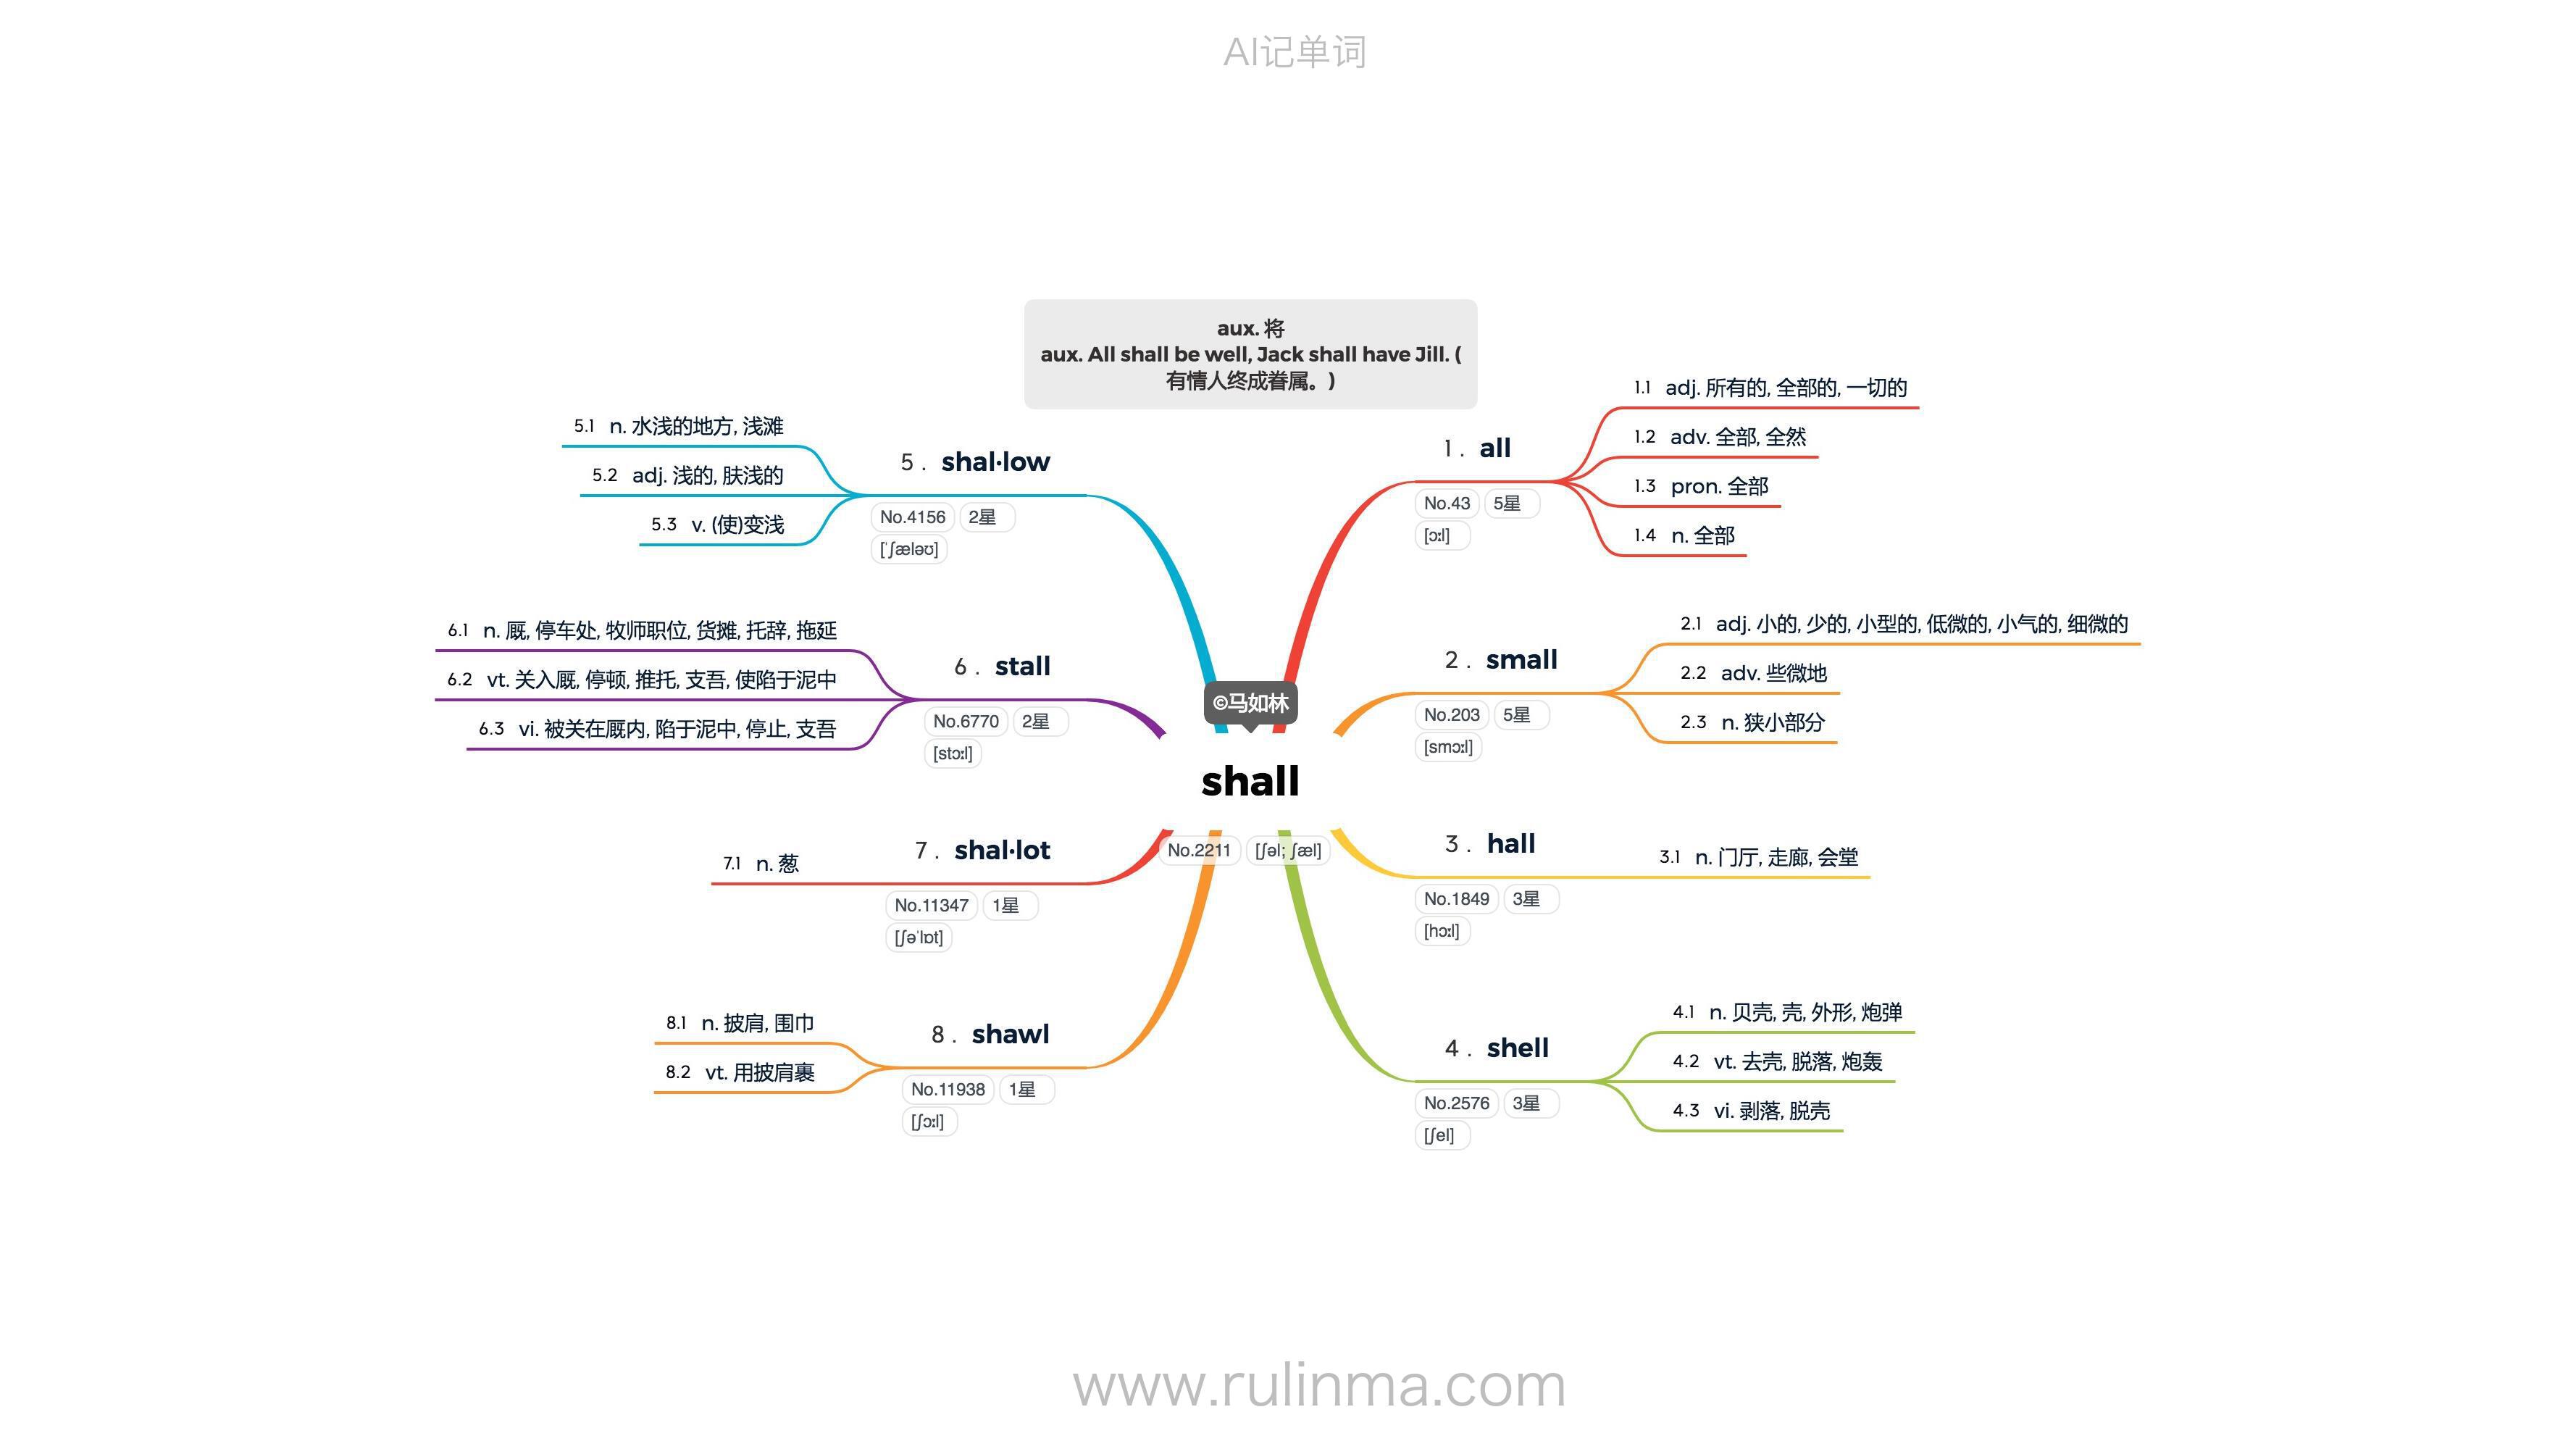 AI记单词
aux. 将
aux. All shall be well, Jack shall have Jill. (
有情人终成眷属。)
©马如林
shall
No.2211 [ʃəl; ʃæl]
1 . all
No.43 5星
[ɔːl]
1.1 adj. 所有的, 全部的, 一切的
1.2 adv. 全部, 全然
1.3 pron. 全部
1.4 n. 全部
2 . small
No.203 5星
[smɔːl]
2.1 adj. 小的, 少的, 小型的, 低微的, 小气的, 细微的
2.2 adv. 些微地
2.3 n. 狭小部分
3 . hall
No.1849 3星
[hɔːl]
3.1 n. 门厅, 走廊, 会堂
4 . shell
No.2576 3星
[ʃel]
4.1 n. 贝壳, 壳, 外形, 炮弹
4.2 vt. 去壳, 脱落, 炮轰
4.3 vi. 剥落, 脱壳
5 . shal·low
No.4156 2星
[ˈʃæləʊ]
5.1 n. 水浅的地方, 浅滩
5.2 adj. 浅的, 肤浅的
5.3 v. (使)变浅
6 . stall
No.6770 2星
[stɔːl]
6.1 n. 厩, 停车处, 牧师职位, 货摊, 托辞, 拖延
6.2 vt. 关入厩, 停顿, 推托, 支吾, 使陷于泥中
6.3 vi. 被关在厩内, 陷于泥中, 停止, 支吾
7 . shal·lot
No.11347 1星
[ʃəˈlɒt]
7.1 n. 葱
8 . shawl
No.11938 1星
[ʃɔːl]
8.1 n. 披肩, 围巾
8.2 vt. 用披肩裹
www.rulinma.com